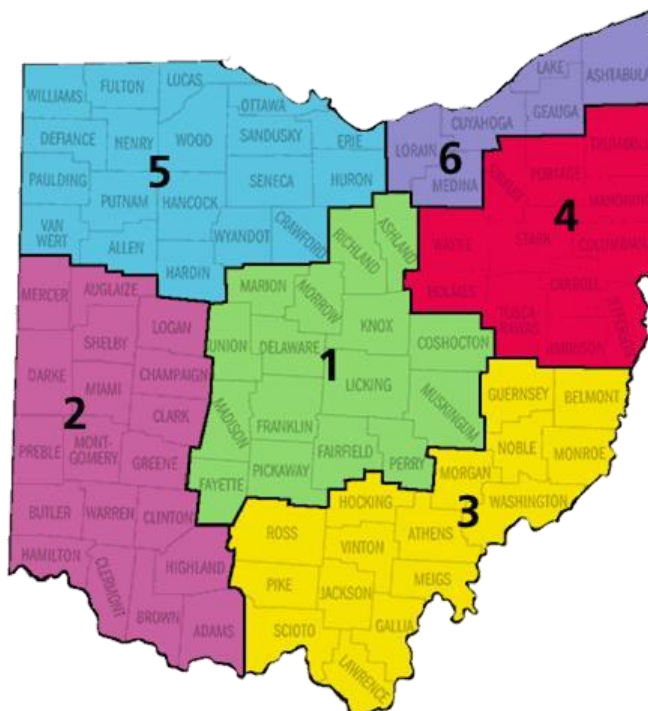 WILLIAMS
FULTON
LUCAS
OTTAWA
DEFIANCE
HENRY
WOOD
SANDUSKY
ERIE
5
PAULDING
PUTNAM
HANCOCK
SENECA
HURON
VAN
WERT
ALLEN
WYANDOT
CRAWFORD
HARDIN
LAKE
ASHTABULA
GEAUGA
CUYAHOGA
LORAIN
6
MEDINA
TRUMBULL
PORTAGE
SUMMIT
MAHONING
4
WAYNE
STARK
COLUMBIANA
HOLMES
CARROLL
TUSCA-
RAWAS
JEFFERSON
HARRISON
RICHLAND
ASHLAND
MARION
MORROW
KNOX
UNION
DELAWARE
1
COSHOCTON
LICKING
MADISON
FRANKLIN
MUSKINGUM
FAIRFIELD
PERRY
FAYETTE
PICKAWAY
MERCER
AUGLAIZE
LOGAN
SHELBY
DARKE
MIAMI
CHAMPAIGN
2
CLARK
PREBLE
MONT-
GOMERY
GREENE
BUTLER
WARREN
CLINTON
HAMILTON
CLERMONT
HIGHLAND
BROWN
ADAMS
GUERNSEY
BELMONT
NOBLE
MONROE
MORGAN
WASHINGTON
3
HOCKING
ROSS
ATHENS
VINTON
PIKE
JACKSON
MEIGS
SCIOTO
GALLIA
LAWRENCE